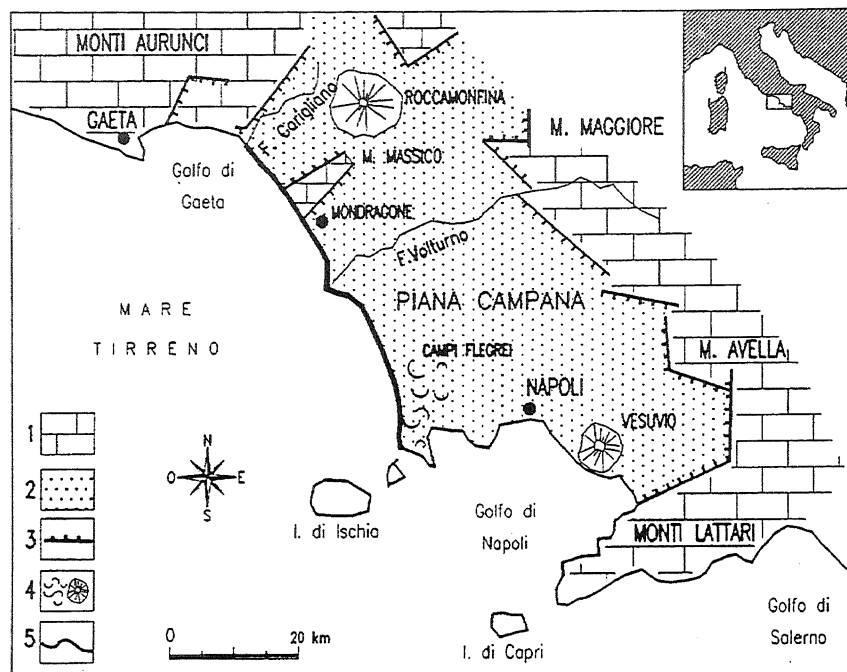 MONTI AURUNCI
GAETA
F. Garigliano
ROCCAMONFINA
M. MAGGIORE
Golfo di
Gaeta
M. MASSICO
MONDRAGONE
F. Volturno
MARE
TIRRENO
PIANA CAMPANA
CAMPI FLEGREI
NAPOLI
M. AVELLA
VESUVIO
1
2
3
4
5
N
O
E
S
I. di Ischia
Golfo di
Napoli
MONTI LATTARI
I. di Capri
Golfo di
Salerno
0
20 km